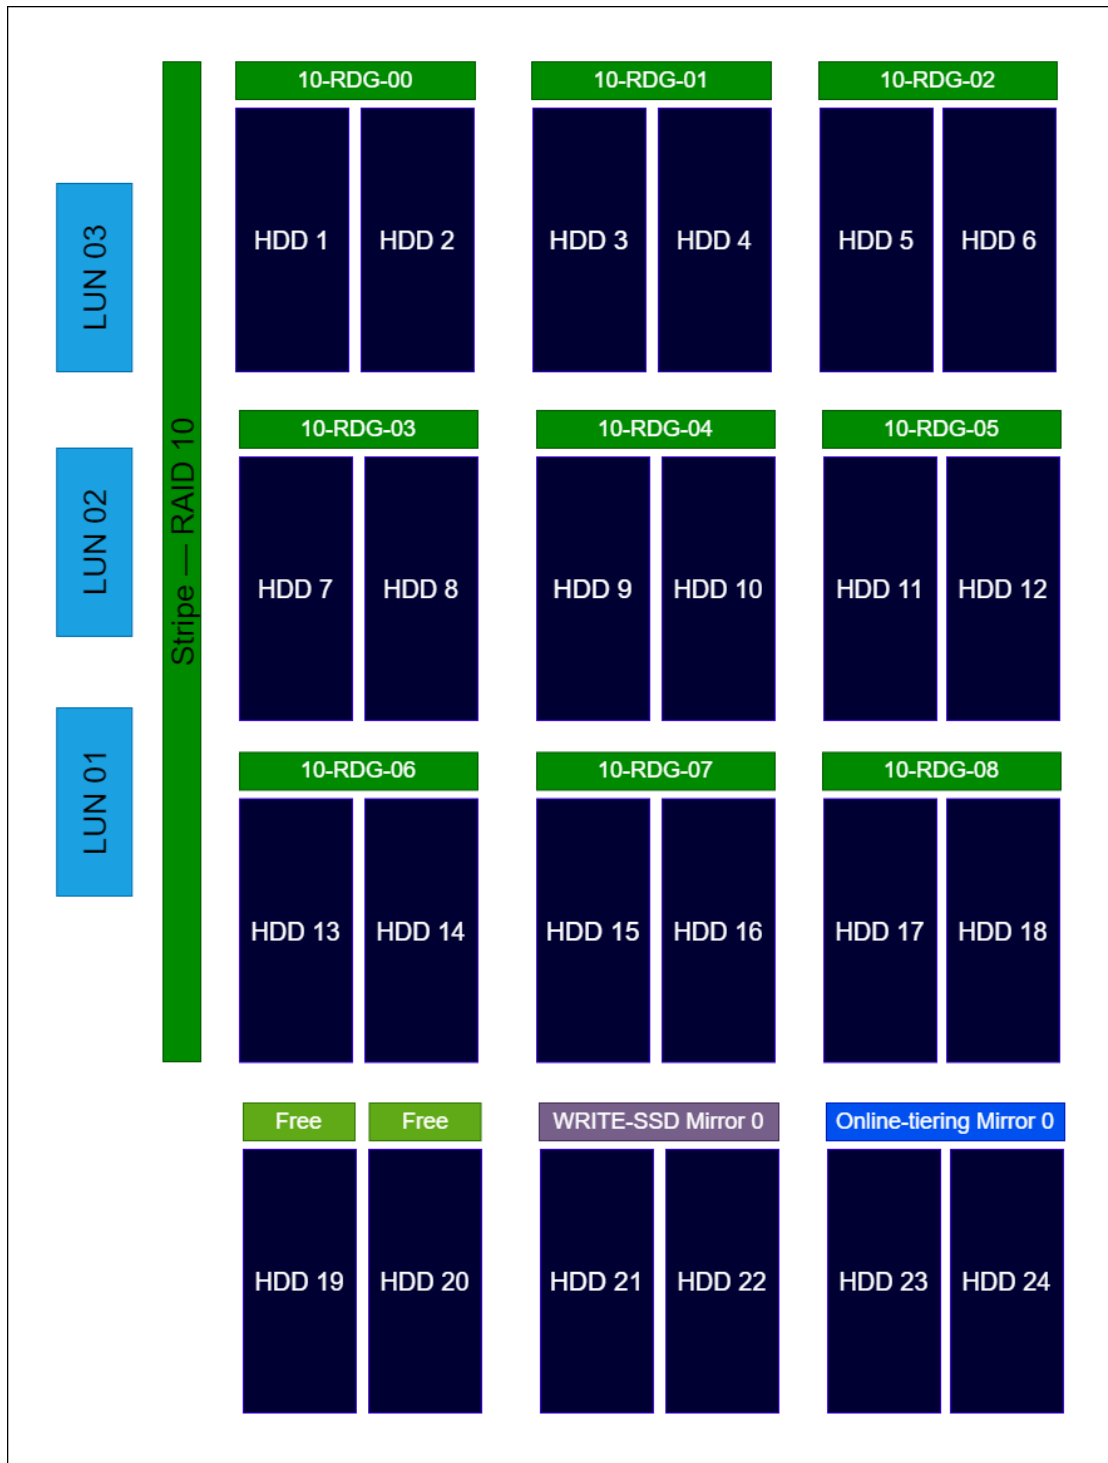 10-RDG-00
10-RDG-01
10-RDG-02
HDD 1
HDD 2
HDD 3
HDD 4
HDD 5
HDD 6
LUN 03
10-RDG-03
10-RDG-04
10-RDG-05
Stripe — RAID 10
LUN 02
HDD 7
HDD 8
HDD 9
HDD 10
HDD 11
HDD 12
10-RDG-06
10-RDG-07
10-RDG-08
LUN 01
HDD 13
HDD 14
HDD 15
HDD 16
HDD 17
HDD 18
Free
Free
WRITE-SSD Mirror 0
Online-tiering Mirror 0
HDD 19
HDD 20
HDD 21
HDD 22
HDD 23
HDD 24